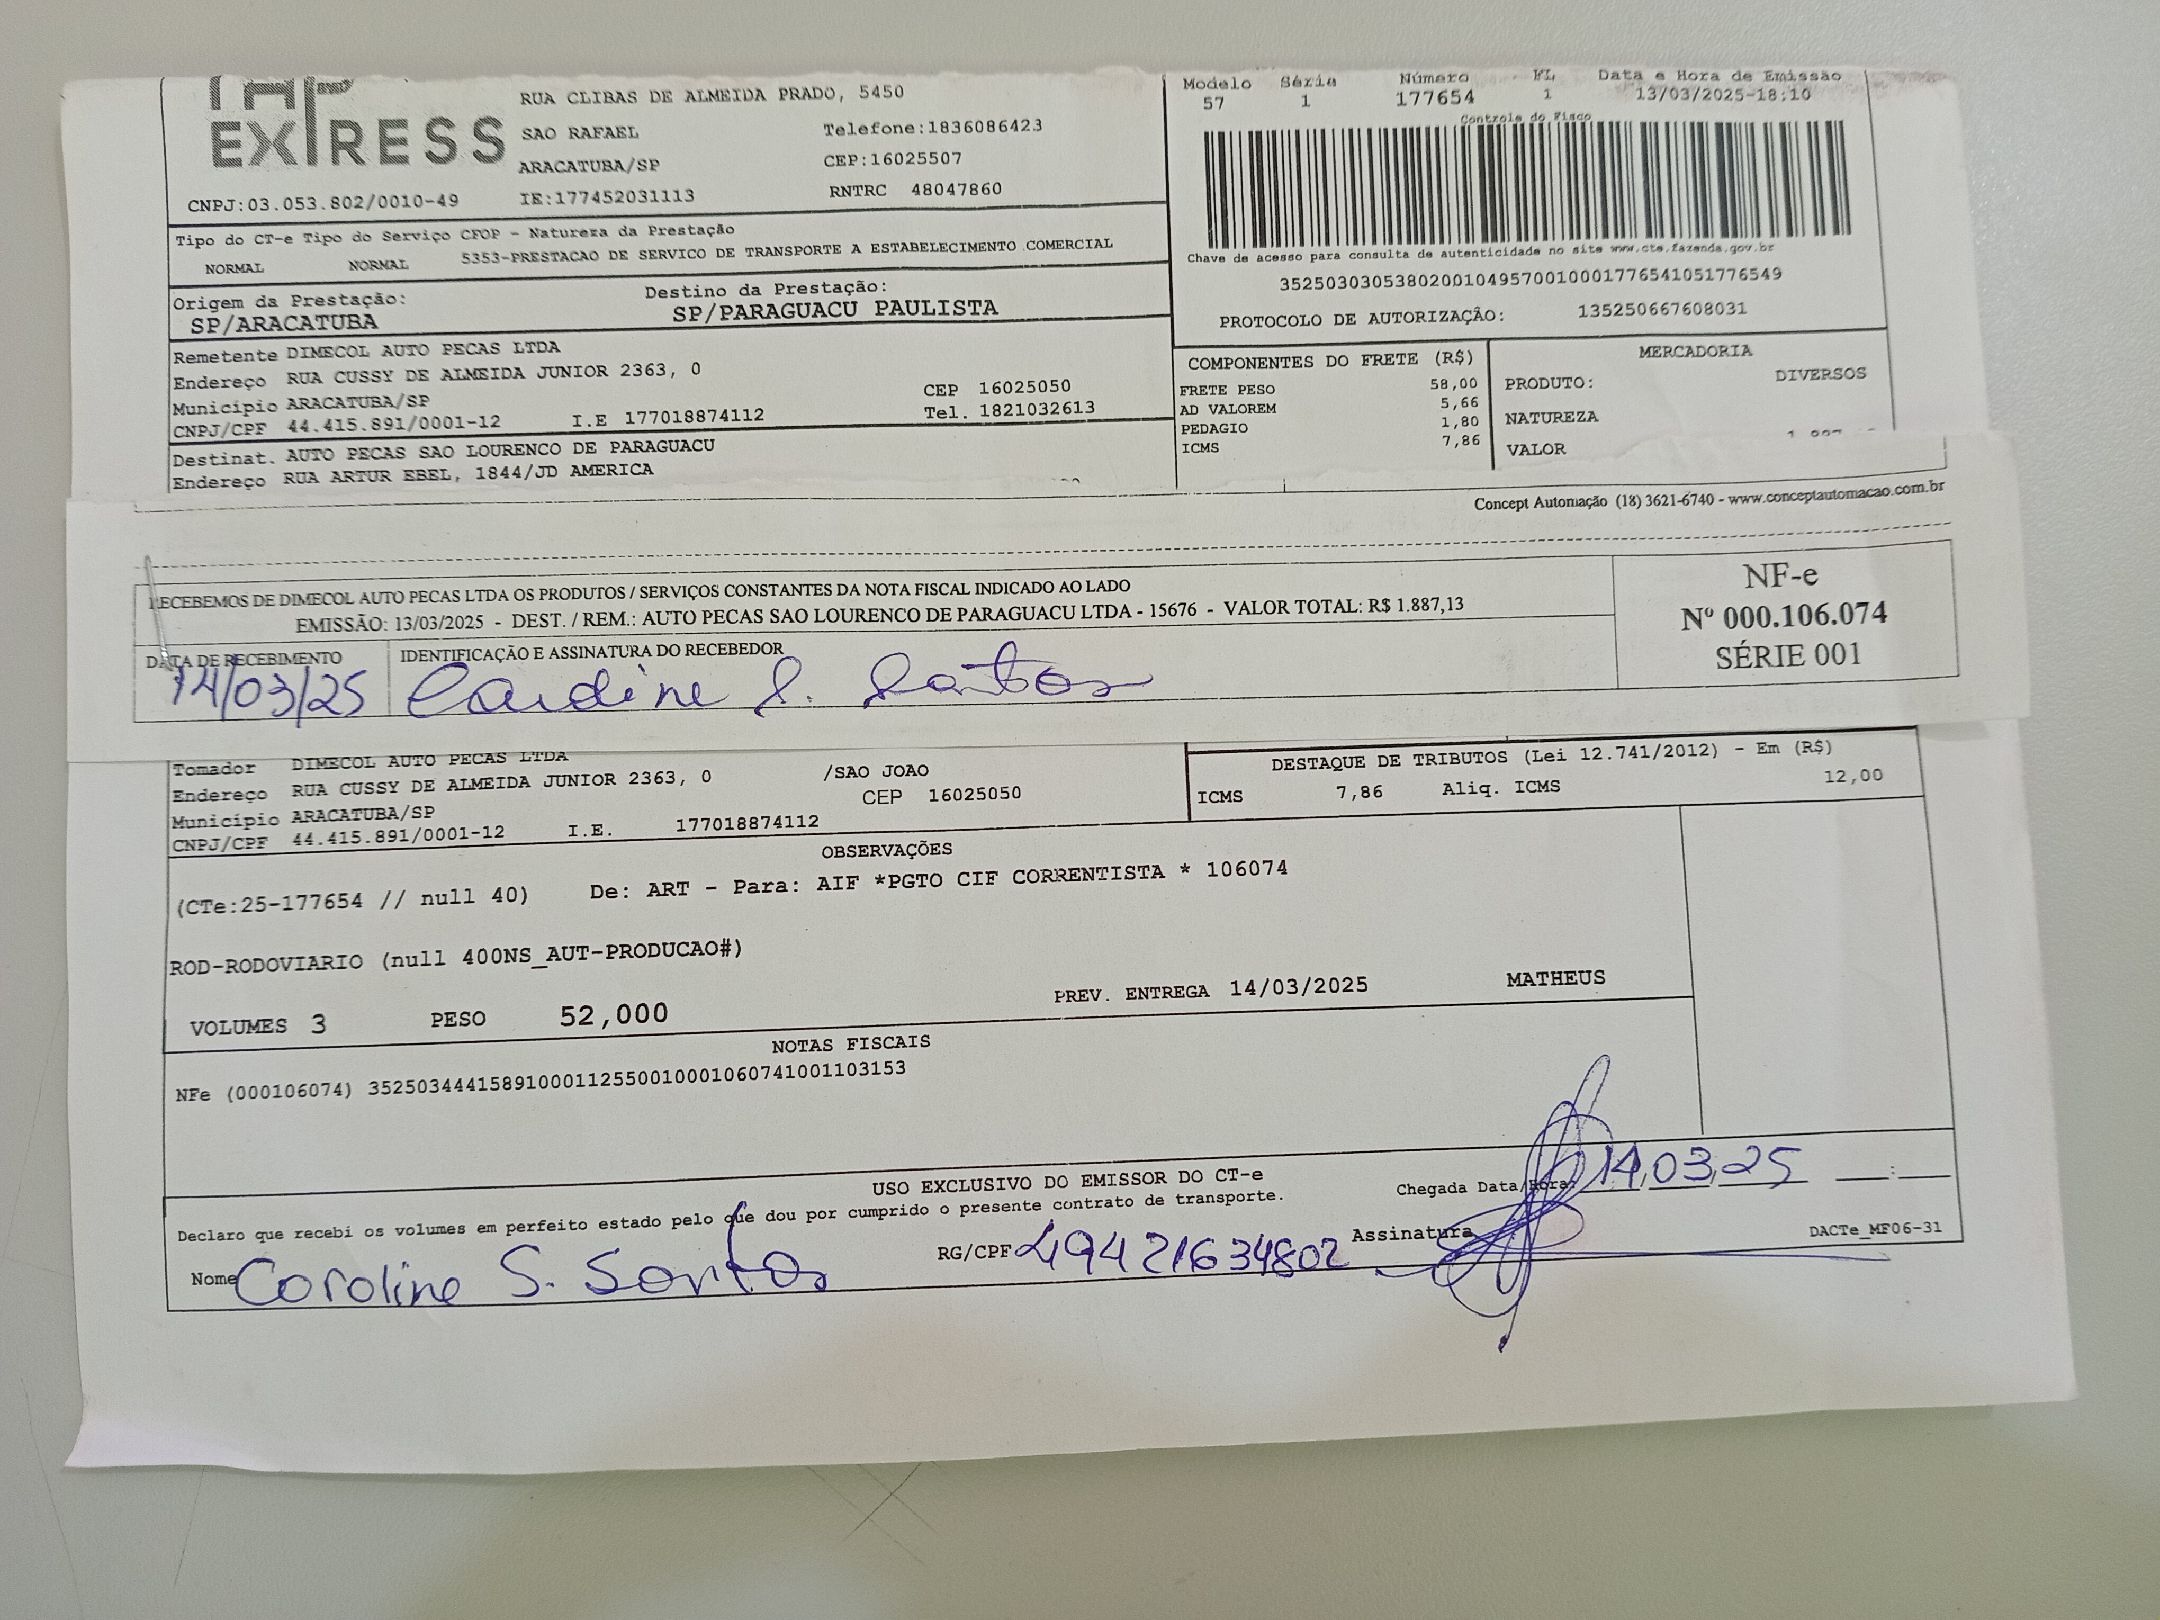 EXPRESS
RUA CLIBAS DE ALMEIDA PRADO, 5450
SAO RAFAEL Telefone:1836086423
ARACATUBA/SP CEP:16025507
CNPJ:03.053.802/0010-49 IE:177452031113 RNTRC 48047860
Modelo Séria Número FL Data e Hora de Emissão
57 1 177654 1 13/03/2025-18:10
Controle do Fisco
Chave de acesso para consulta de autenticidade no site www.cte.fazenda.gov.br
35250303053802001049570010001776541051776549
PROTOCOLO DE AUTORIZAÇÃO: 135250667608031
Tipo do CT-e Tipo do Serviço CFOP - Natureza da Prestação
NORMAL NORMAL 5353-PRESTACAO DE SERVICO DE TRANSPORTE A ESTABELECIMENTO COMERCIAL
Origem da Prestação: Destino da Prestação:
SP/ARACATUBA SP/PARAGUACU PAULISTA
Remetente DIMECOL AUTO PECAS LTDA
Endereço RUA CUSSY DE ALMEIDA JUNIOR 2363, 0
Município ARACATUBA/SP CEP 16025050
CNPJ/CPF 44.415.891/0001-12 I.E 177018874112 Tel. 1821032613
Destinat. AUTO PECAS SAO LOURENCO DE PARAGUACU
Endereço RUA ARTUR EBEL, 1844/JD AMERICA
COMPONENTES DO FRETE (R$)
FRETE PESO 58,00
AD VALOREM 5,66
PEDAGIO 1,80
ICMS 7,86
MERCADORIA
PRODUTO: DIVERSOS
NATUREZA
VALOR
Concept Automação (18) 3621-6740 - www.conceptautomacao.com.br
RECEBEMOS DE DIMECOL AUTO PECAS LTDA OS PRODUTOS / SERVIÇOS CONSTANTES DA NOTA FISCAL INDICADO AO LADO
EMISSÃO: 13/03/2025 - DEST. / REM.: AUTO PECAS SAO LOURENCO DE PARAGUACU LTDA - 15676 - VALOR TOTAL: R$ 1.887,13
DATA DE RECEBIMENTO IDENTIFICAÇÃO E ASSINATURA DO RECEBEDOR
14/03/25 Caroline S. Santos
NF-e
Nº 000.106.074
SÉRIE 001
Tomador DIMECOL AUTO PECAS LTDA
Endereço RUA CUSSY DE ALMEIDA JUNIOR 2363, 0 /SAO JOAO
Município ARACATUBA/SP CEP 16025050
CNPJ/CPF 44.415.891/0001-12 I.E. 177018874112
DESTAQUE DE TRIBUTOS (Lei 12.741/2012) - Em (R$)
ICMS 7,86 Aliq. ICMS 12,00
OBSERVAÇÕES
(CTe:25-177654 // null 40) De: ART - Para: AIF *PGTO CIF CORRENTISTA * 106074
ROD-RODOVIARIO (null 400NS_AUT-PRODUCAO#)
VOLUMES 3 PESO 52,000 PREV. ENTREGA 14/03/2025 MATHEUS
NOTAS FISCAIS
NFe (000106074) 35250344415891000112550010001060741001103153
USO EXCLUSIVO DO EMISSOR DO CT-e
Declaro que recebi os volumes em perfeito estado pelo que dou por cumprido o presente contrato de transporte.
Chegada Data/Hora: 14,03,25 :
Nome Caroline S. Santos RG/CPF 49421634802 Assinatura
DACTe_MF06-31